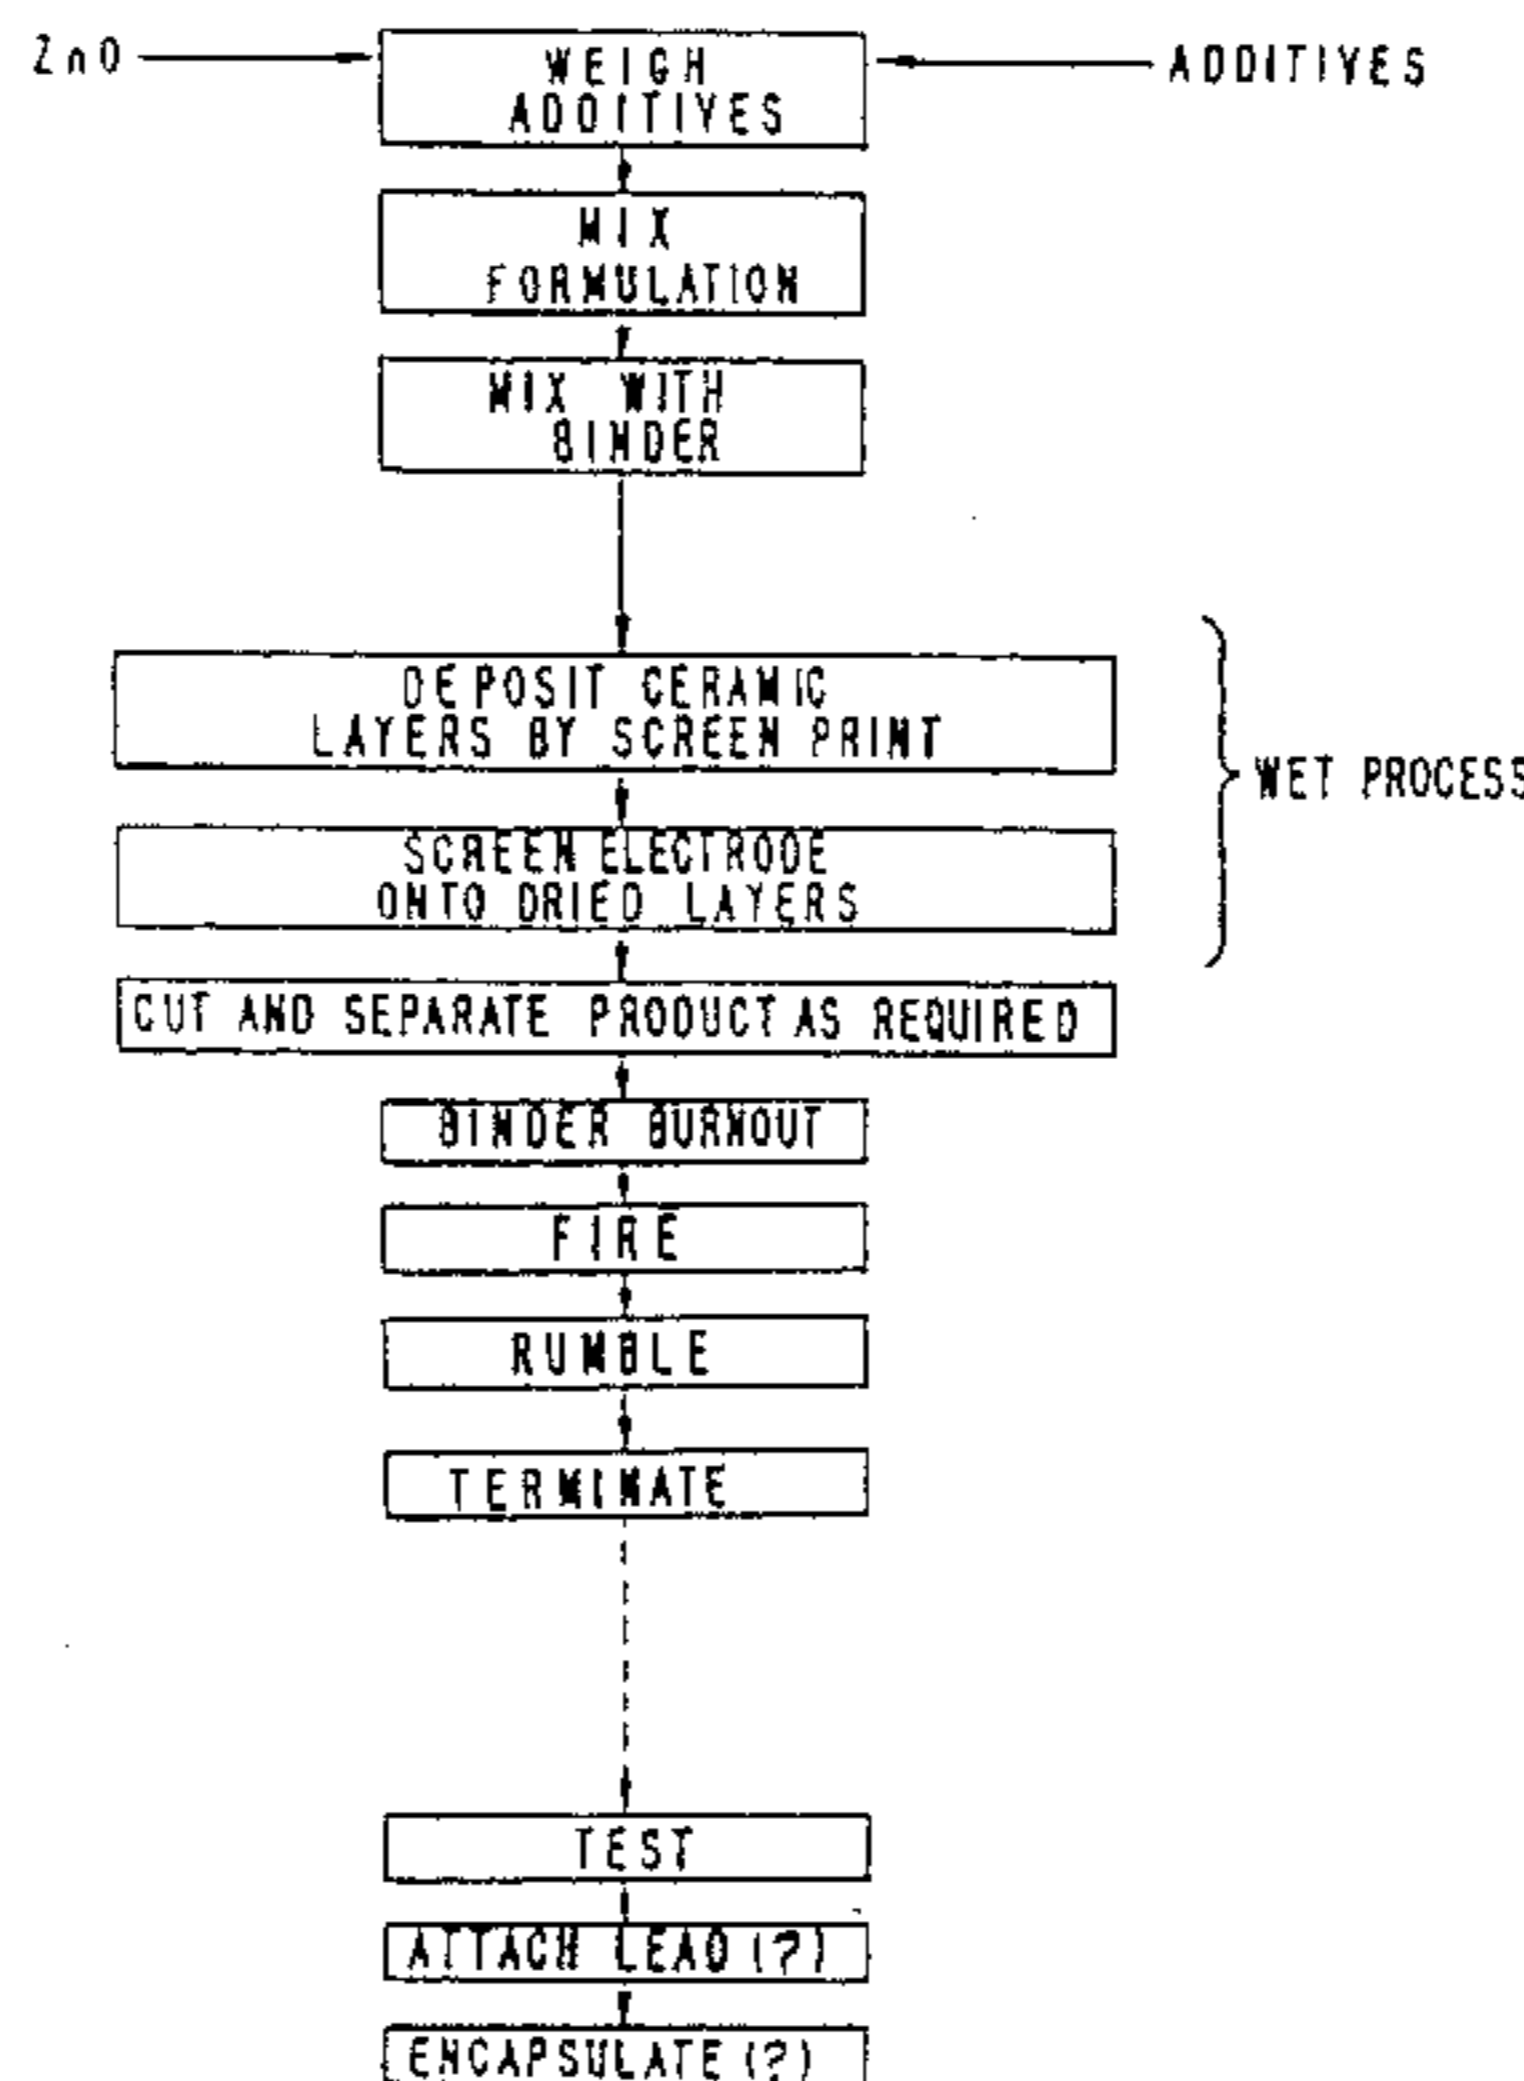 ZnO
WEIGH
ADDITIVES
ADDITIVES
MIX
FORMULATION
MIX WITH
BINDER
DEPOSIT CERAMIC
LAYERS BY SCREEN PRINT
WET PROCESS
SCREEN ELECTRODE
ONTO DRIED LAYERS
CUT AND SEPARATE PRODUCT AS REQUIRED
BINDER BURNOUT
FIRE
RUMBLE
TERMINATE
TEST
ATTACH LEAD (?)
ENCAPSULATE (?)